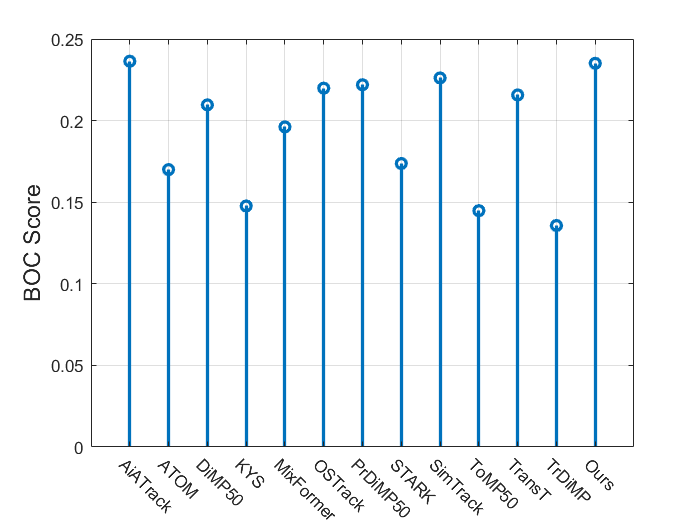 0.25
0.2
0.15
0.1
0.05
0
BOC Score
AiATrack
ATOM
DiMP50
KYS
MixFormer
OSTrack
PrDiMP50
STARK
SimTrack
ToMP50
TransT
TrDiMP
Ours